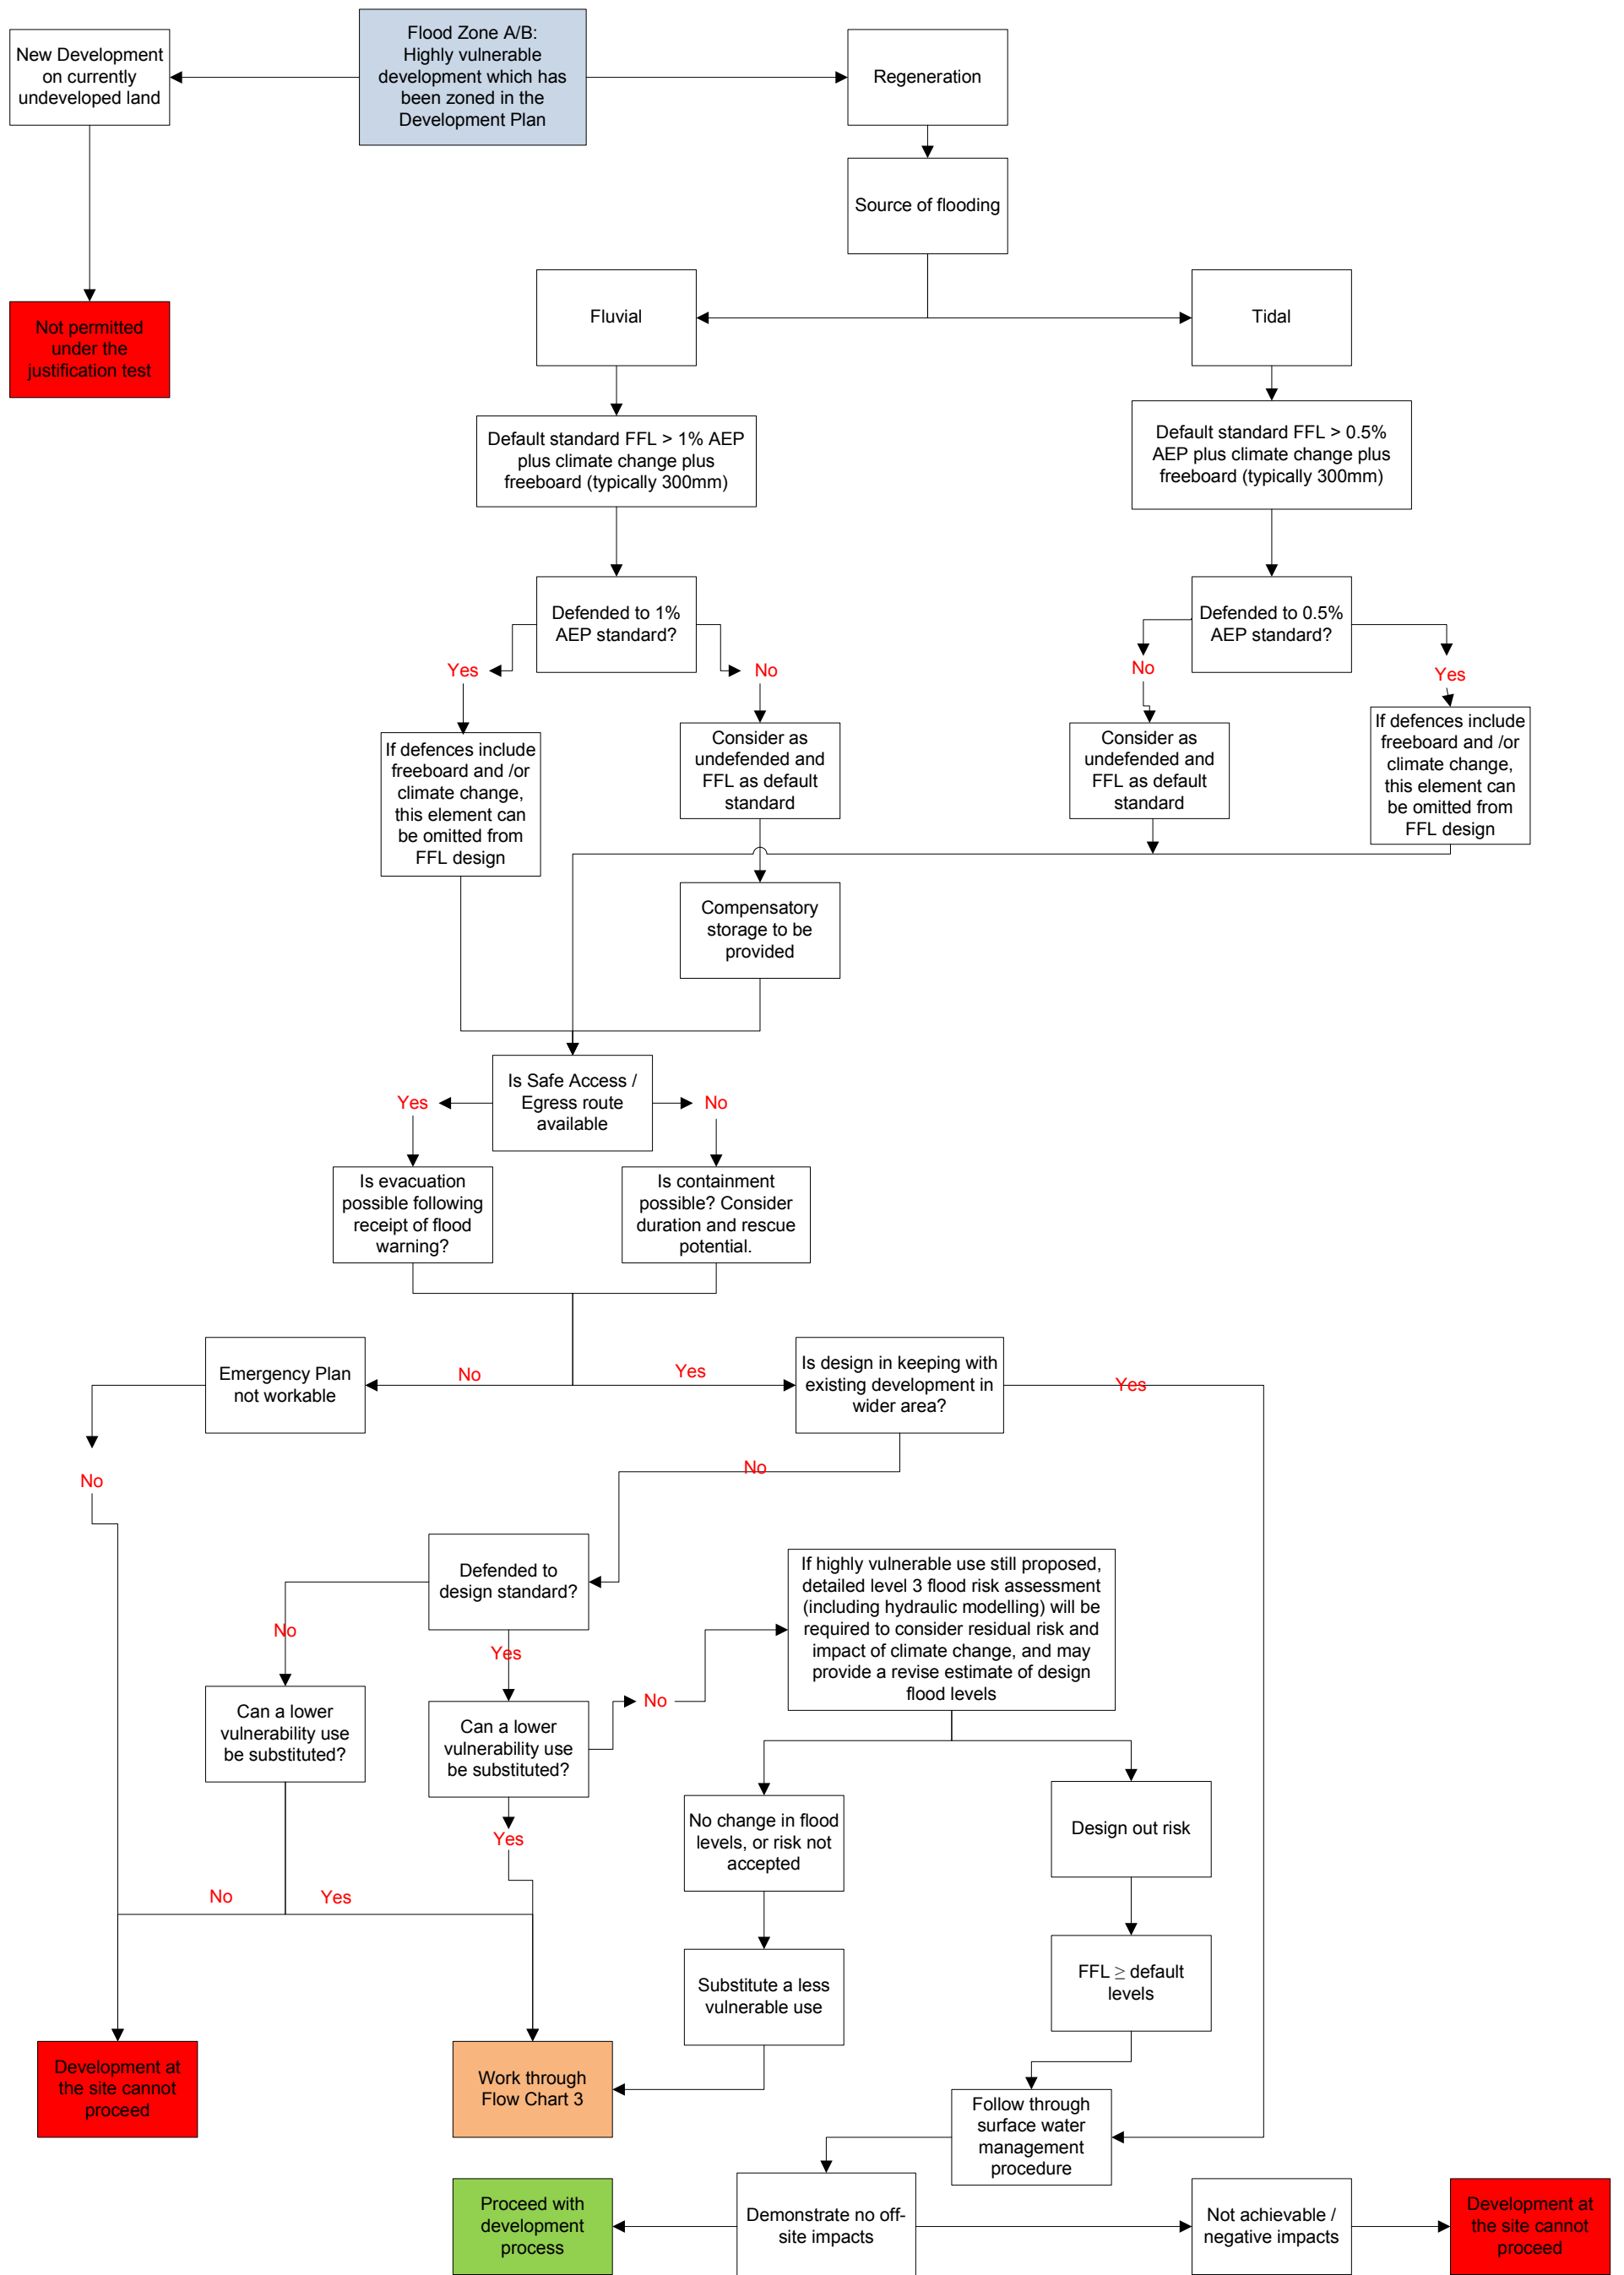 Flood Zone A/B:
Highly vulnerable
development which has
been zoned in the
Development Plan
New Development
on currently
undeveloped land
Regeneration
Source of flooding
Not permitted
under the
justification test
Fluvial
Tidal
Default standard FFL > 1% AEP
plus climate change plus
freeboard (typically 300mm)
Default standard FFL > 0.5%
AEP plus climate change plus
freeboard (typically 300mm)
Defended to 1%
AEP standard?
Defended to 0.5%
AEP standard?
Yes
No
No
Yes
If defences include
freeboard and /or
climate change,
this element can
be omitted from
FFL design
Consider as
undefended and
FFL as default
standard
Consider as
undefended and
FFL as default
standard
If defences include
freeboard and /or
climate change,
this element can
be omitted from
FFL design
Compensatory
storage to be
provided
Is Safe Access /
Egress route
available
Yes
No
Is evacuation
possible following
receipt of flood
warning?
Is containment
possible? Consider
duration and rescue
potential.
Emergency Plan
not workable
No
Yes
Is design in keeping with
existing development in
wider area?
Yes
No
No
Defended to
design standard?
If highly vulnerable use still proposed,
detailed level 3 flood risk assessment
(including hydraulic modelling) will be
required to consider residual risk and
impact of climate change, and may
provide a revise estimate of design
flood levels
No
Yes
Can a lower
vulnerability use
be substituted?
Can a lower
vulnerability use
be substituted?
No
No change in flood
levels, or risk not
accepted
Design out risk
Yes
No
Yes
Substitute a less
vulnerable use
FFL ≥ default
levels
Development at
the site cannot
proceed
Work through
Flow Chart 3
Follow through
surface water
management
procedure
Proceed with
development
process
Demonstrate no off-
site impacts
Not achievable /
negative impacts
Development at
the site cannot
proceed